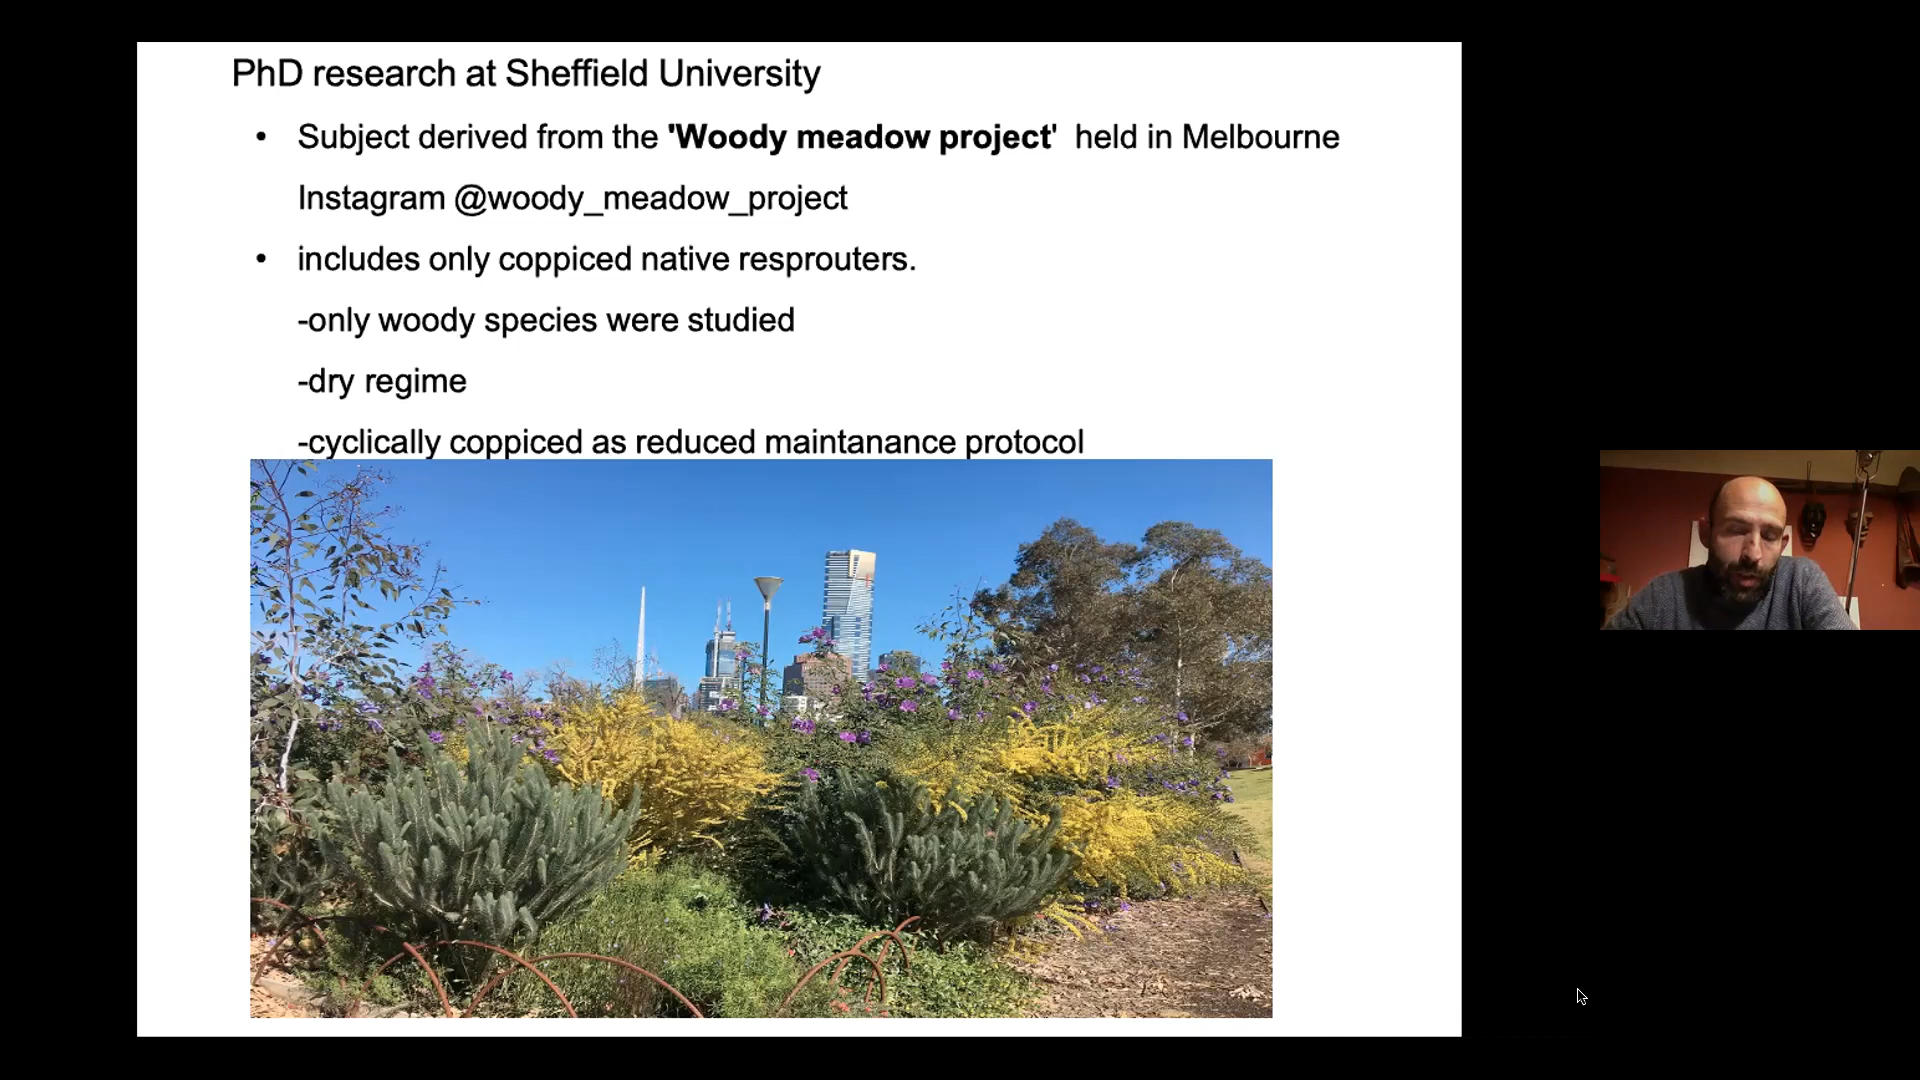 PhD research at Sheffield University
• Subject derived from the 'Woody meadow project' held in Melbourne
Instagram @woody_meadow_project
• includes only coppiced native resprouters.
-only woody species were studied
-dry regime
-cyclically coppiced as reduced maintanance protocol